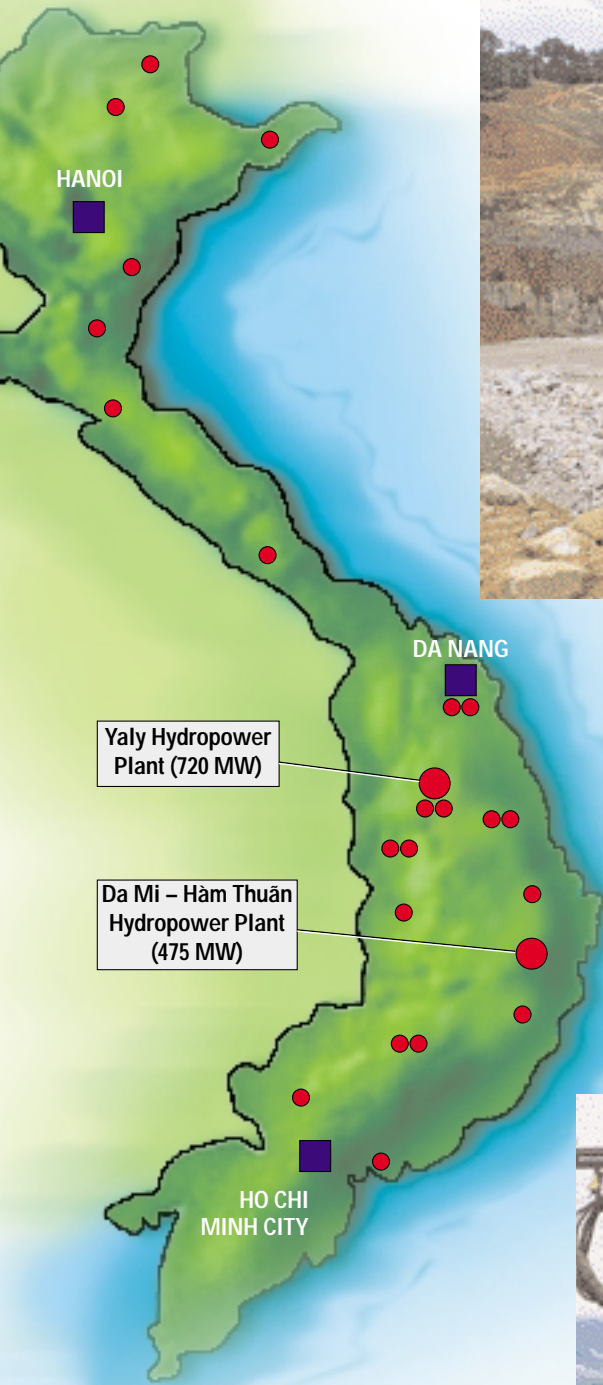 HANOI
DA NANG
Yaly Hydropower
Plant (720 MW)
Da Mi – Hàm Thuãn
Hydropower Plant
(475 MW)
HO CHI
MINH CITY